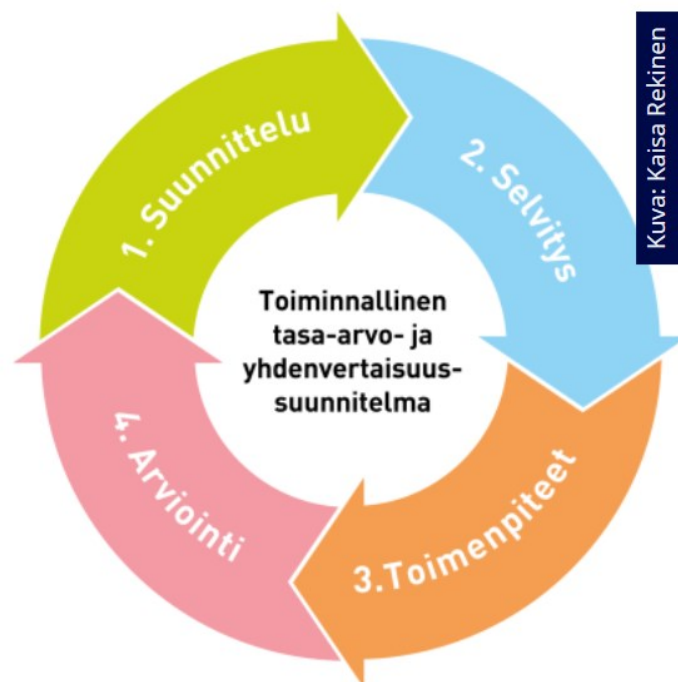 1. Suunnittelu
2. Selvitys
3.Toimenpiteet
4. Arviointi
Toiminnallinen
tasa-arvo- ja
yhdenvertaisuus-
suunnitelma
Kuva: Kaisa Rekinen